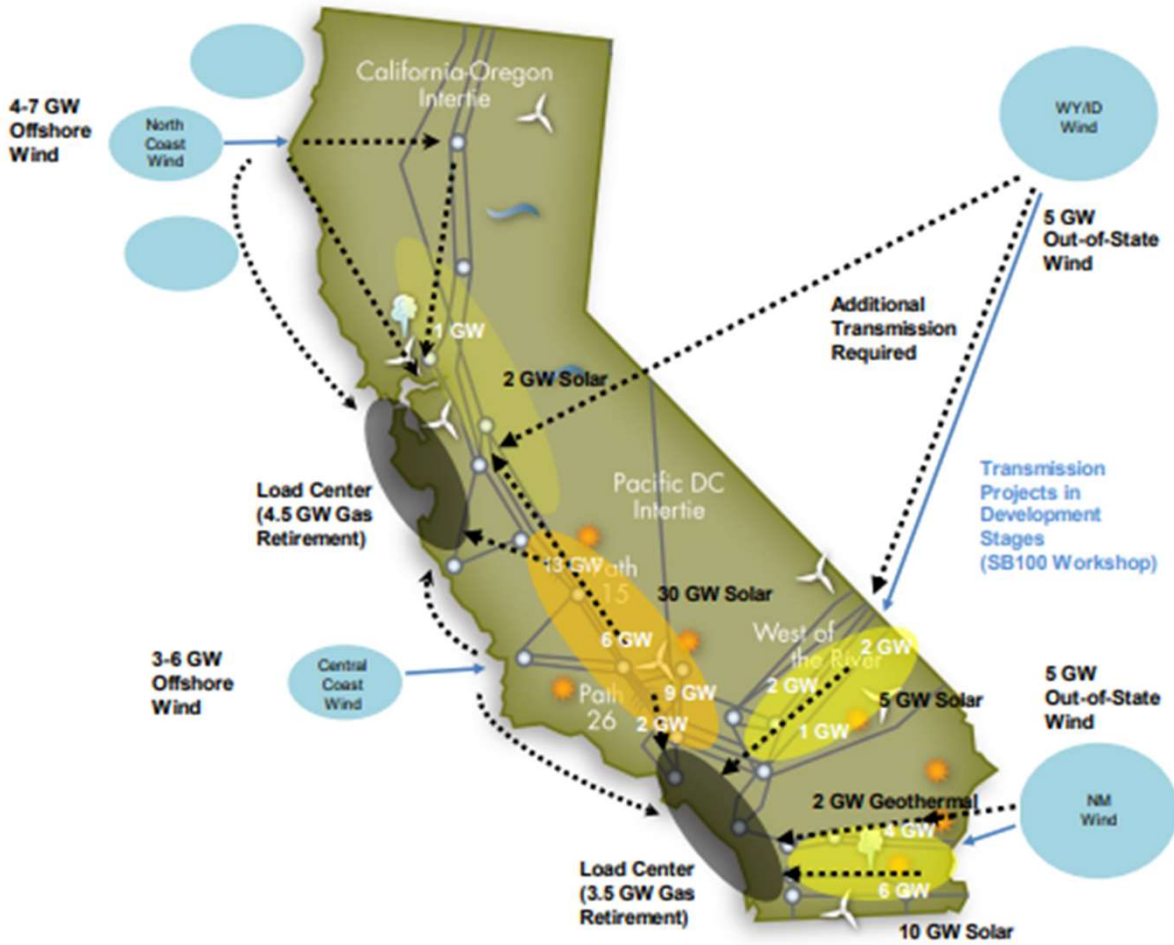 California-Oregon
Intertie
4-7 GW
Offshore
Wind
North
Coast
Wind
WY/ID
Wind
5 GW
Out-of-State
Wind
Additional
Transmission
Required
1 GW
2 GW Solar
Load Center
(4.5 GW Gas
Retirement)
Pacific DC
Intertie
Transmission
Projects in
Development
Stages
(SB100 Workshop)
13 GW
Path
15
30 GW Solar
6 GW
West of
the River
2 GW
2 GW
3-6 GW
Offshore
Wind
Central
Coast
Wind
9 GW
Path
26
2 GW
5 GW Solar
1 GW
5 GW
Out-of-State
Wind
2 GW Geothermal
NM
Wind
4 GW
Load Center
(3.5 GW Gas
Retirement)
6 GW
10 GW Solar